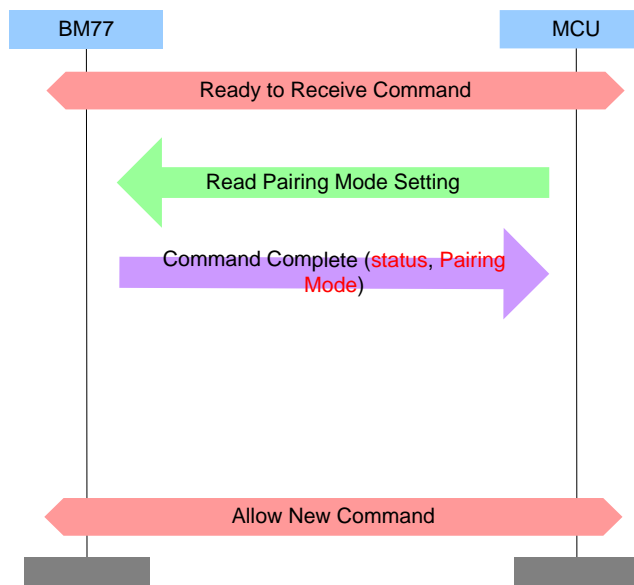 BM77
MCU
Ready to Receive Command
Read Pairing Mode Setting
Command Complete (status, Pairing
Mode)
Allow New Command